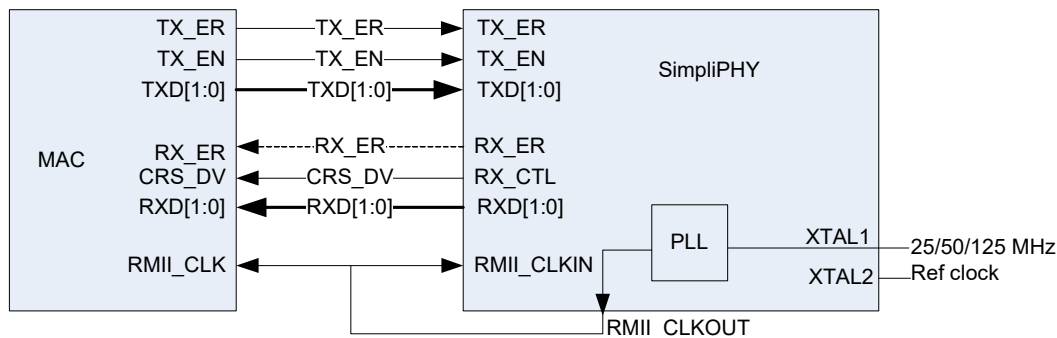 TX_ER TX_ER TX_ER
TX_EN TX_EN TX_EN
SimpliPHY
TXD[1:0] TXD[1:0] TXD[1:0]
MAC
RX_ER RX_ER RX_ER
CRS_DV CRS_DV RX_CTL
RXD[1:0] RXD[1:0] RXD[1:0]
PLL
XTAL1
25/50/125 MHz
RMII_CLK RMII_CLKIN
XTAL2
Ref clock
RMII_CLKOUT